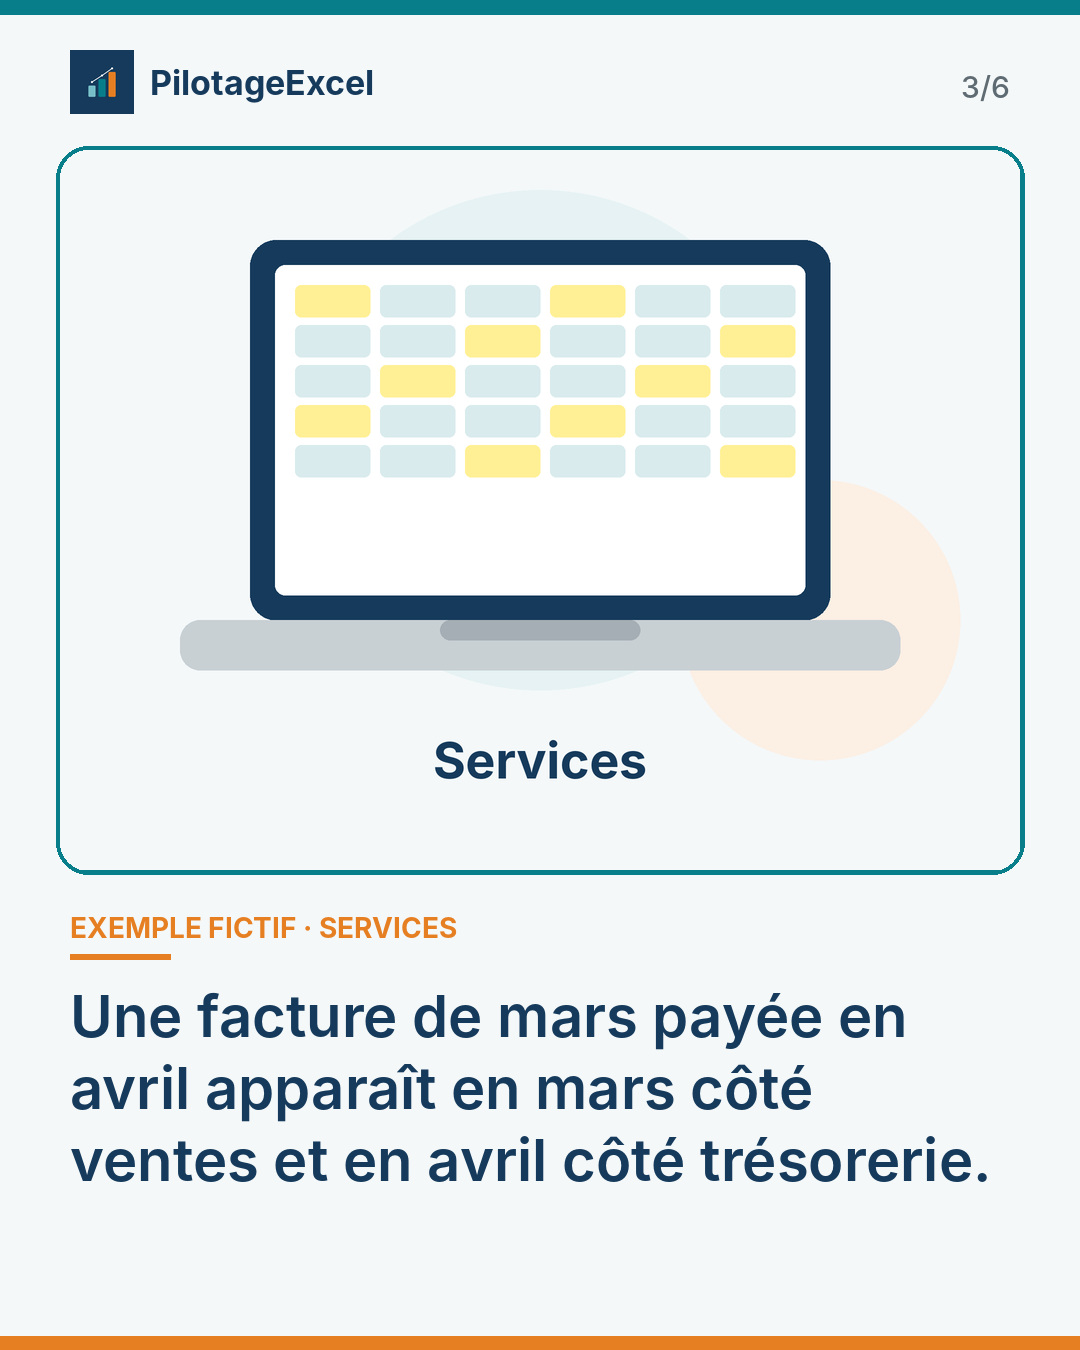 PilotageExcel
3/6
Services
EXEMPLE FICTIF · SERVICES
Une facture de mars payée en
avril apparaît en mars côté
ventes et en avril côté trésorerie.